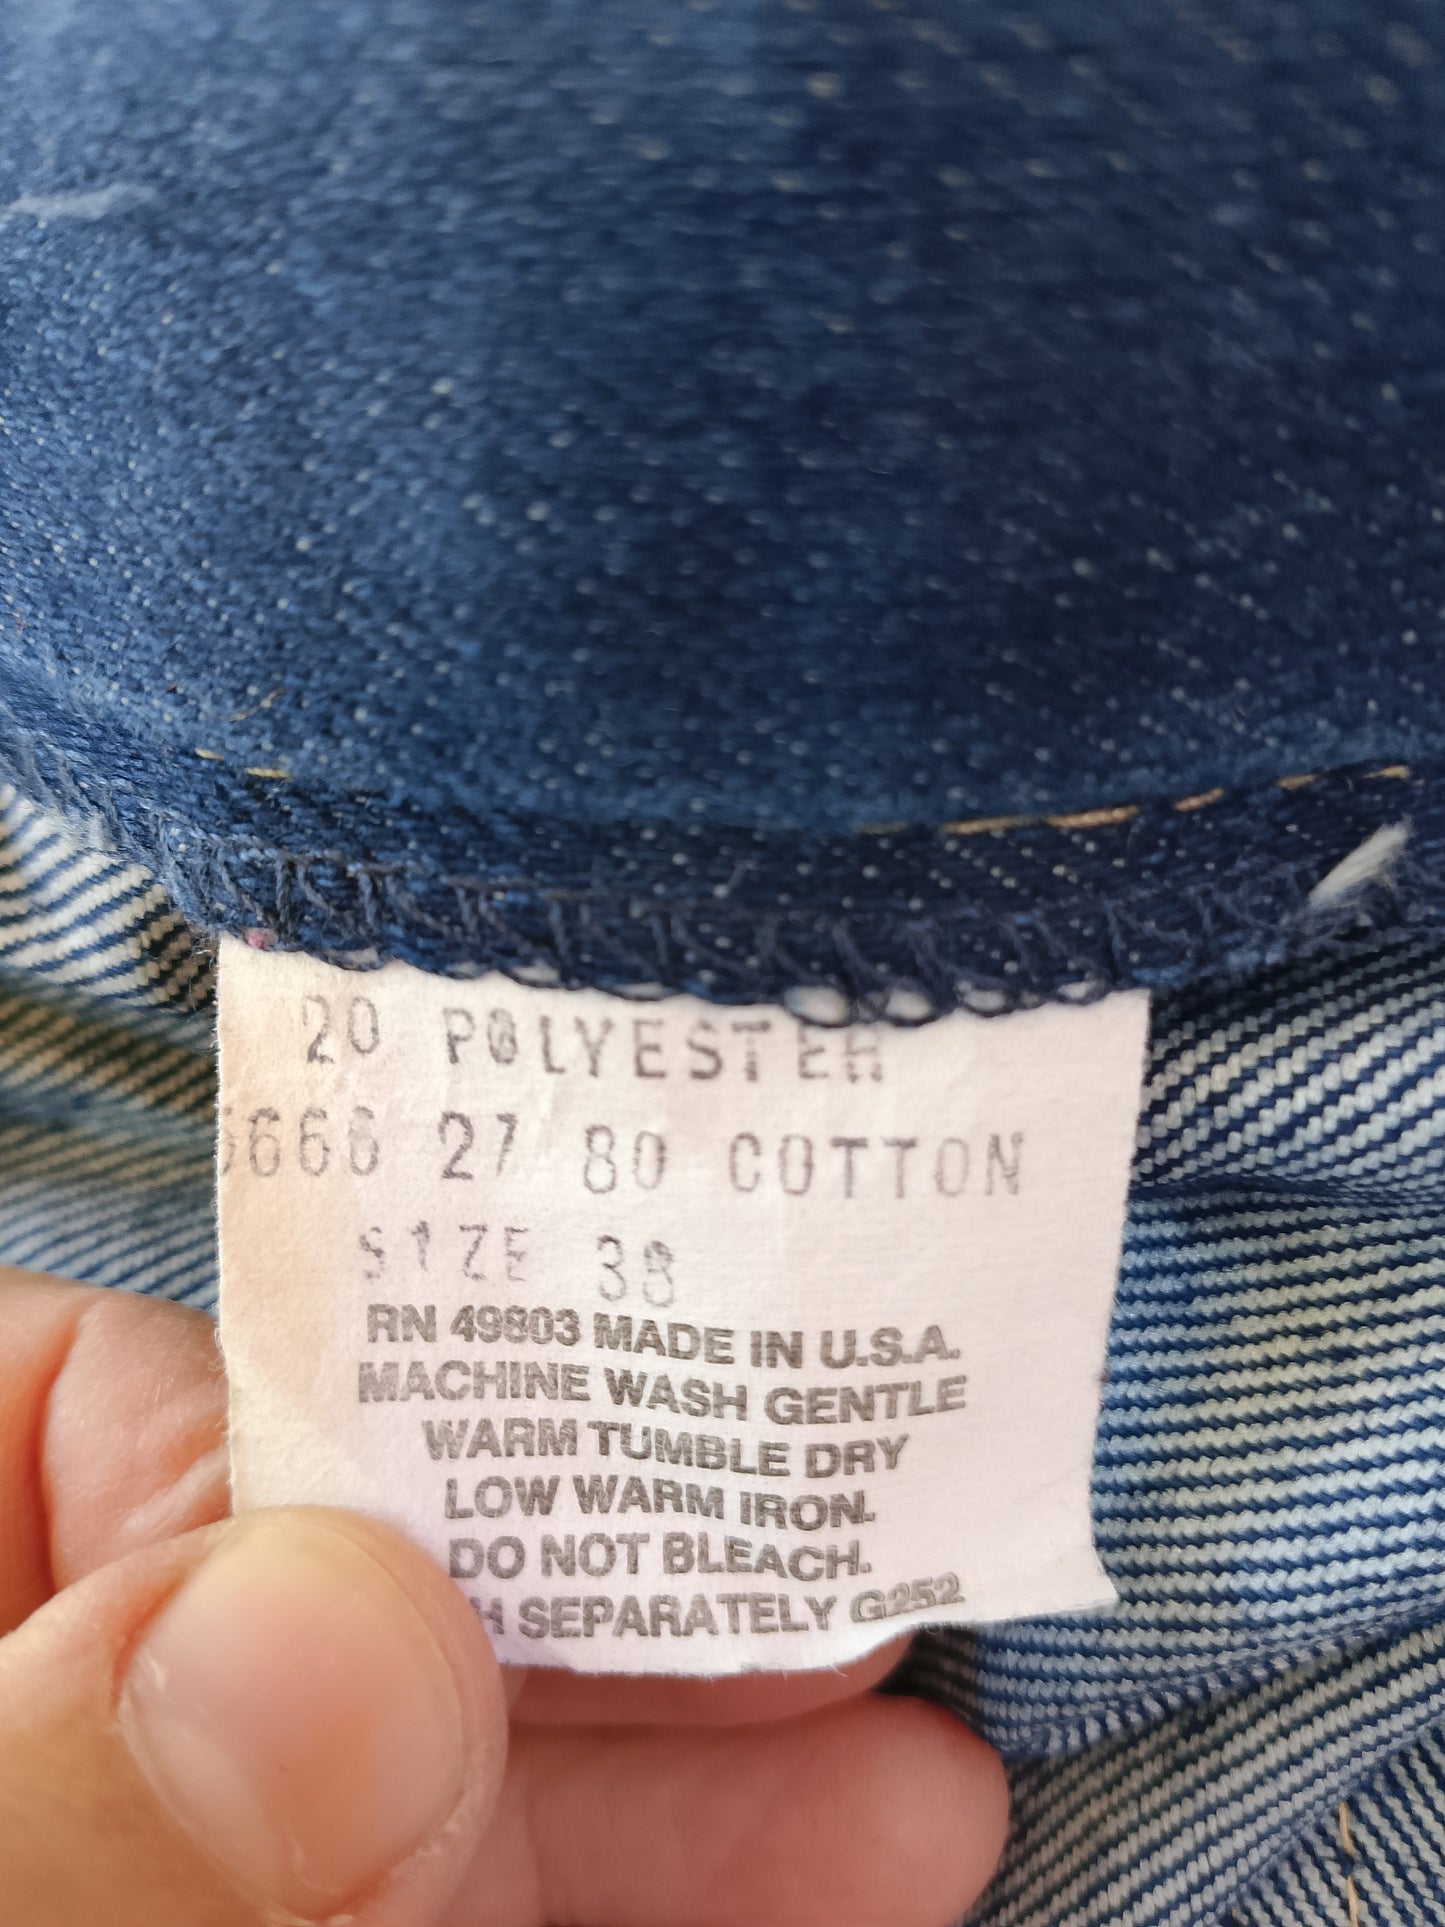 20 POLYESTER
6666 27 80 COTTON
SIZE 38
RN 49803 MADE IN U.S.A.
MACHINE WASH GENTLE
WARM TUMBLE DRY
LOW WARM IRON.
DO NOT BLEACH.
SEPARATELY G252